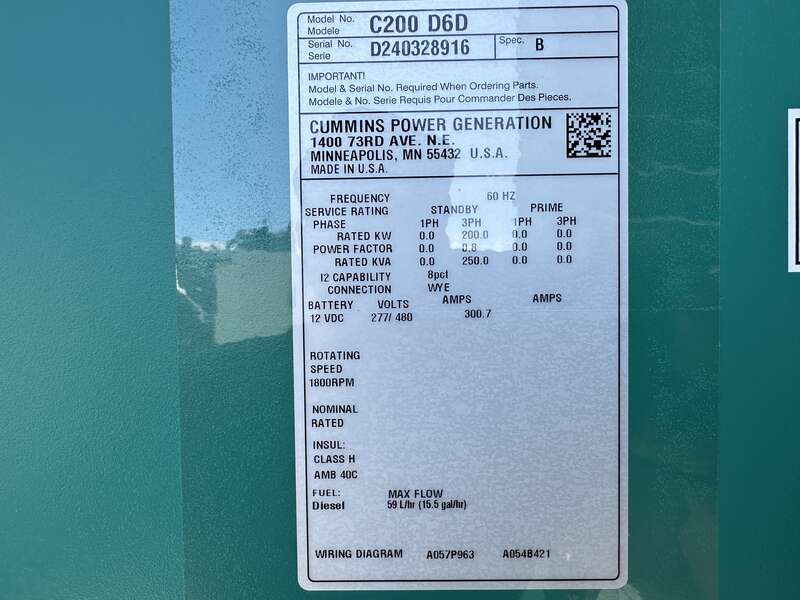 Model No. C200 D6D
Modele
Serial No. D240328916 Spec. B
Serie
IMPORTANT!
Model & Serial No. Required When Ordering Parts.
Modele & No. Serie Requis Pour Commander Des Pieces.
CUMMINS POWER GENERATION
1400 73RD AVE. N.E.
MINNEAPOLIS, MN 55432 U.S.A.
MADE IN U.S.A.
FREQUENCY 60 HZ
SERVICE RATING STANDBY PRIME
PHASE 1PH 3PH 1PH 3PH
RATED KW 0.0 200.0 0.0 0.0
POWER FACTOR 0.0 0.8 0.0 0.0
RATED KVA 0.0 250.0 0.0 0.0
I2 CAPABILITY 8pct
CONNECTION WYE
BATTERY VOLTS AMPS AMPS
12 VDC 277/ 480 300.7
ROTATING
SPEED
1800RPM
NOMINAL
RATED
INSUL:
CLASS H
AMB 40C
FUEL: MAX FLOW
Diesel 59 L/hr (15.5 gal/hr)
WIRING DIAGRAM A057P963 A054B421